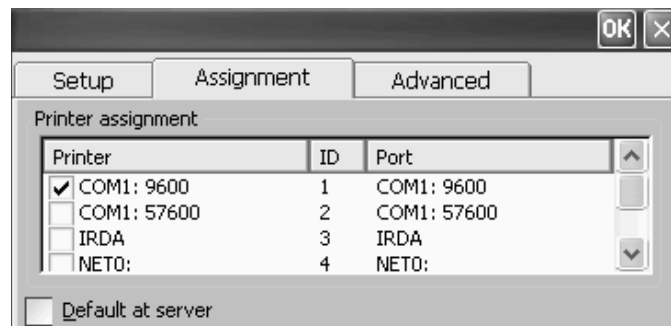 OK
Setup Assignment Advanced
Printer assignment
Printer ID Port
COM1: 9600 1 COM1: 9600
COM1: 57600 2 COM1: 57600
IRDA 3 IRDA
NET0: 4 NET0:
Default at server